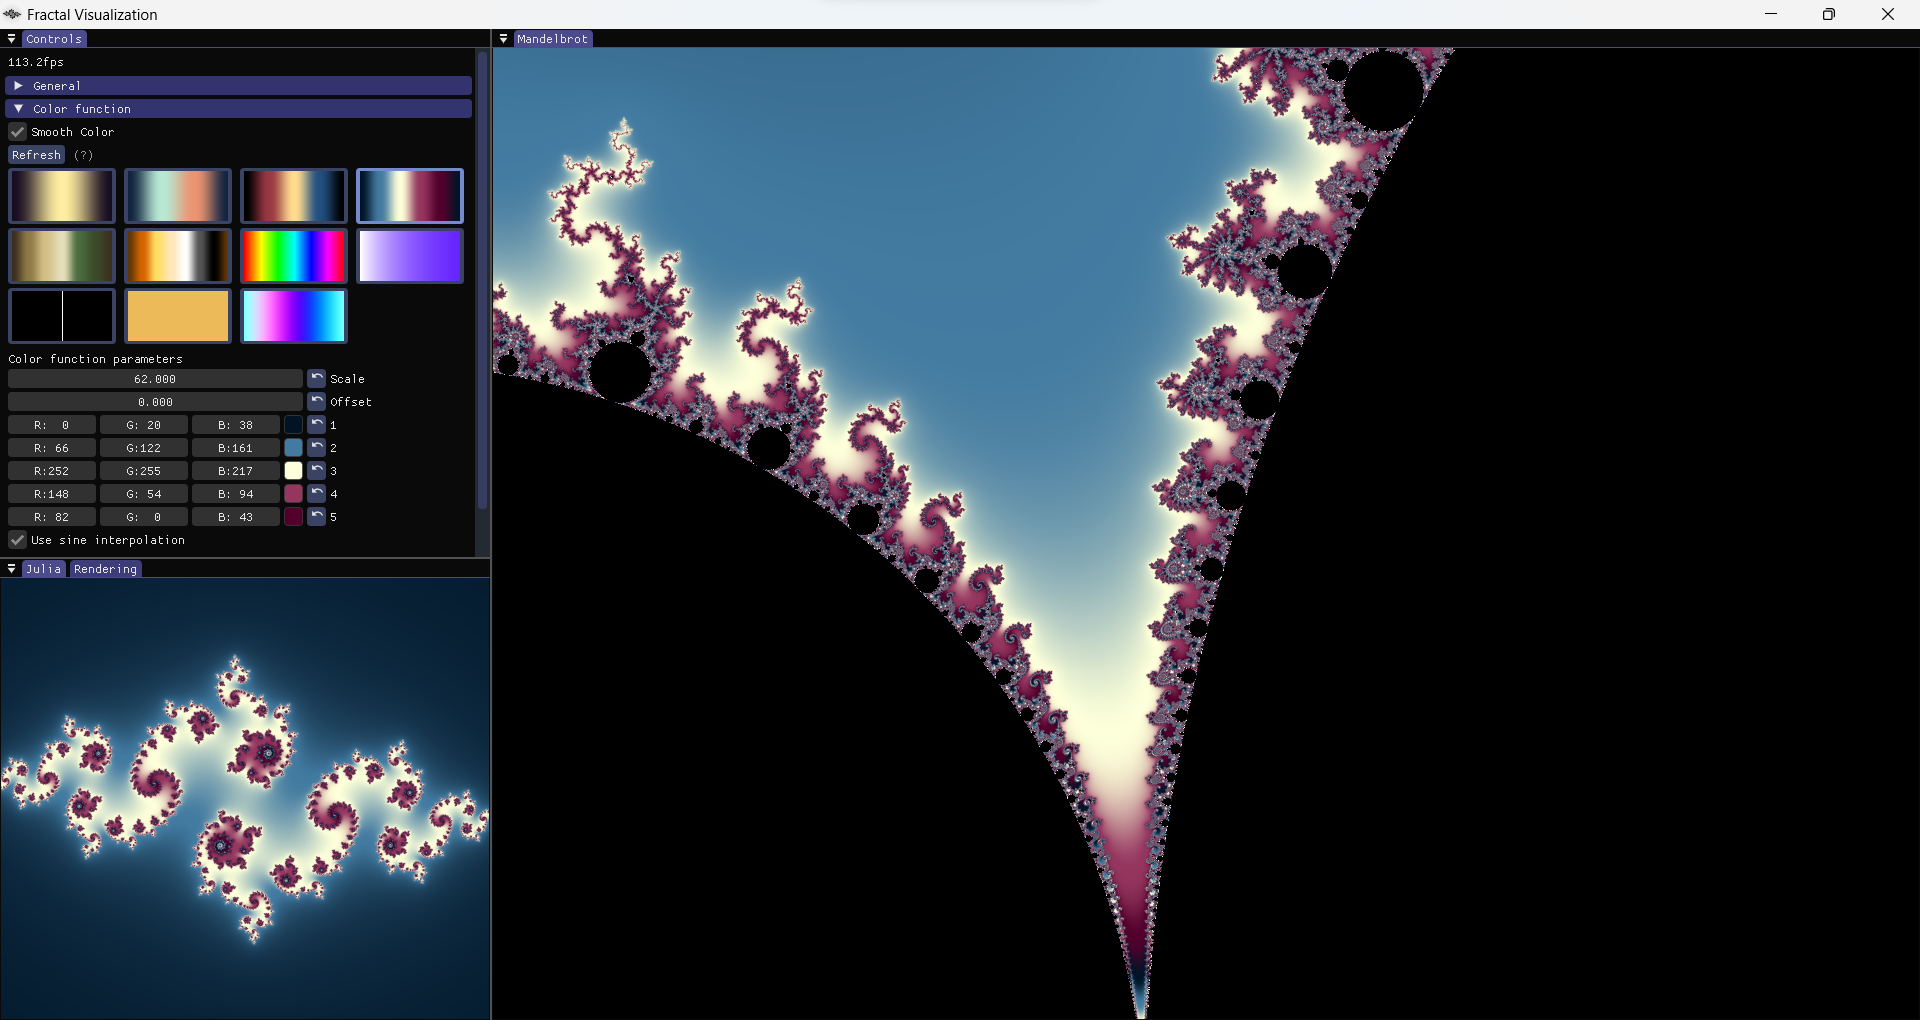 Fractal Visualization
Controls
Mandelbrot
113.2fps
General
Color function
Smooth Color
Refresh (?)
Color function parameters
62.000 Scale
0.000 Offset
R: 0 G: 20 B: 38 1
R: 66 G:122 B:161 2
R:252 G:255 B:217 3
R:148 G: 54 B: 94 4
R: 82 G: 0 B: 43 5
Use sine interpolation
Julia Rendering